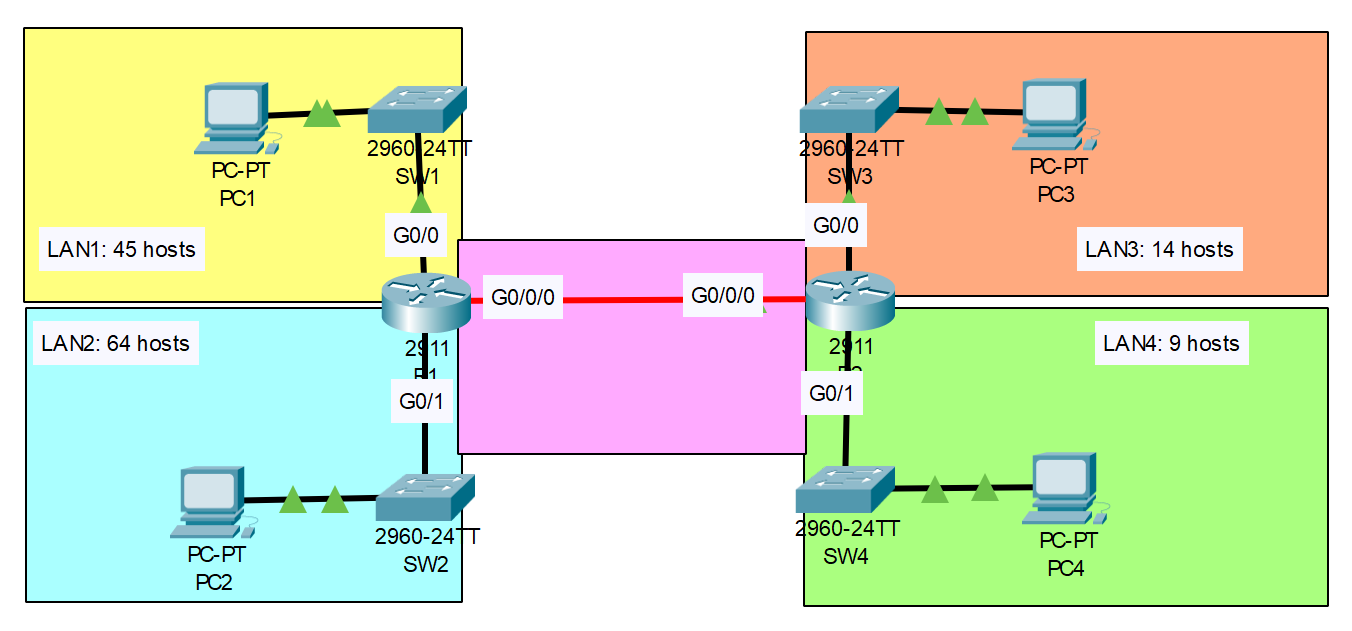 2960-24TT
SW1
PC-PT
PC1
G0/0
LAN1: 45 hosts
2960-24TT
SW3
PC-PT
PC3
G0/0
LAN3: 14 hosts
G0/0/0
G0/0/0
LAN2: 64 hosts
2911
R1
G0/1
2960-24TT
SW2
PC-PT
PC2
2911
LAN4: 9 hosts
G0/1
2960-24TT
SW4
PC-PT
PC4